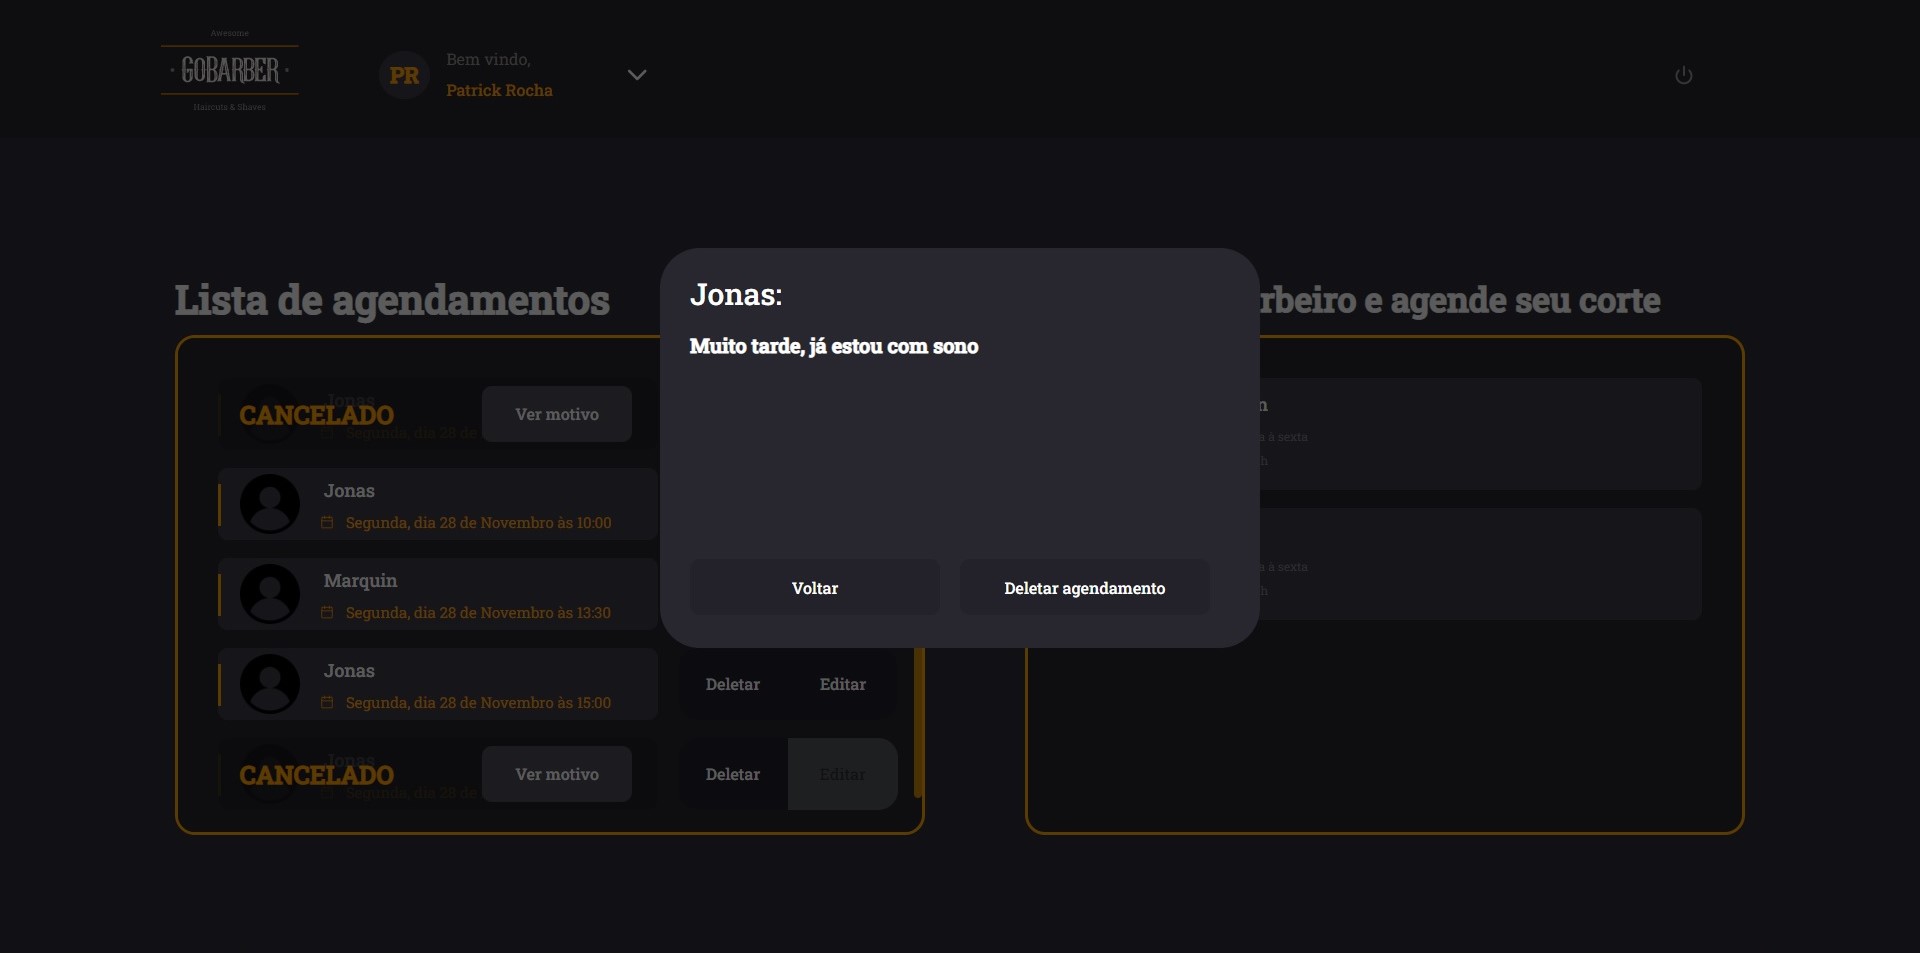 Awesome
GOBARBER
Haircuts & Shaves
PR
Bem vindo,
Patrick Rocha
Lista de agendamentos
rbeiro e agende seu corte
Jonas:
Muito tarde, já estou com sono
Voltar
Deletar agendamento
Jonas
CANCELADO
Segunda, dia 28 de
Ver motivo
Jonas
Segunda, dia 28 de Novembro às 10:00
Marquin
Segunda, dia 28 de Novembro às 13:30
Jonas
Segunda, dia 28 de Novembro às 15:00
Deletar
Editar
Jonas
CANCELADO
Segunda, dia 28 de
Ver motivo
Deletar
Editar
n
a à sexta
h
a à sexta
h